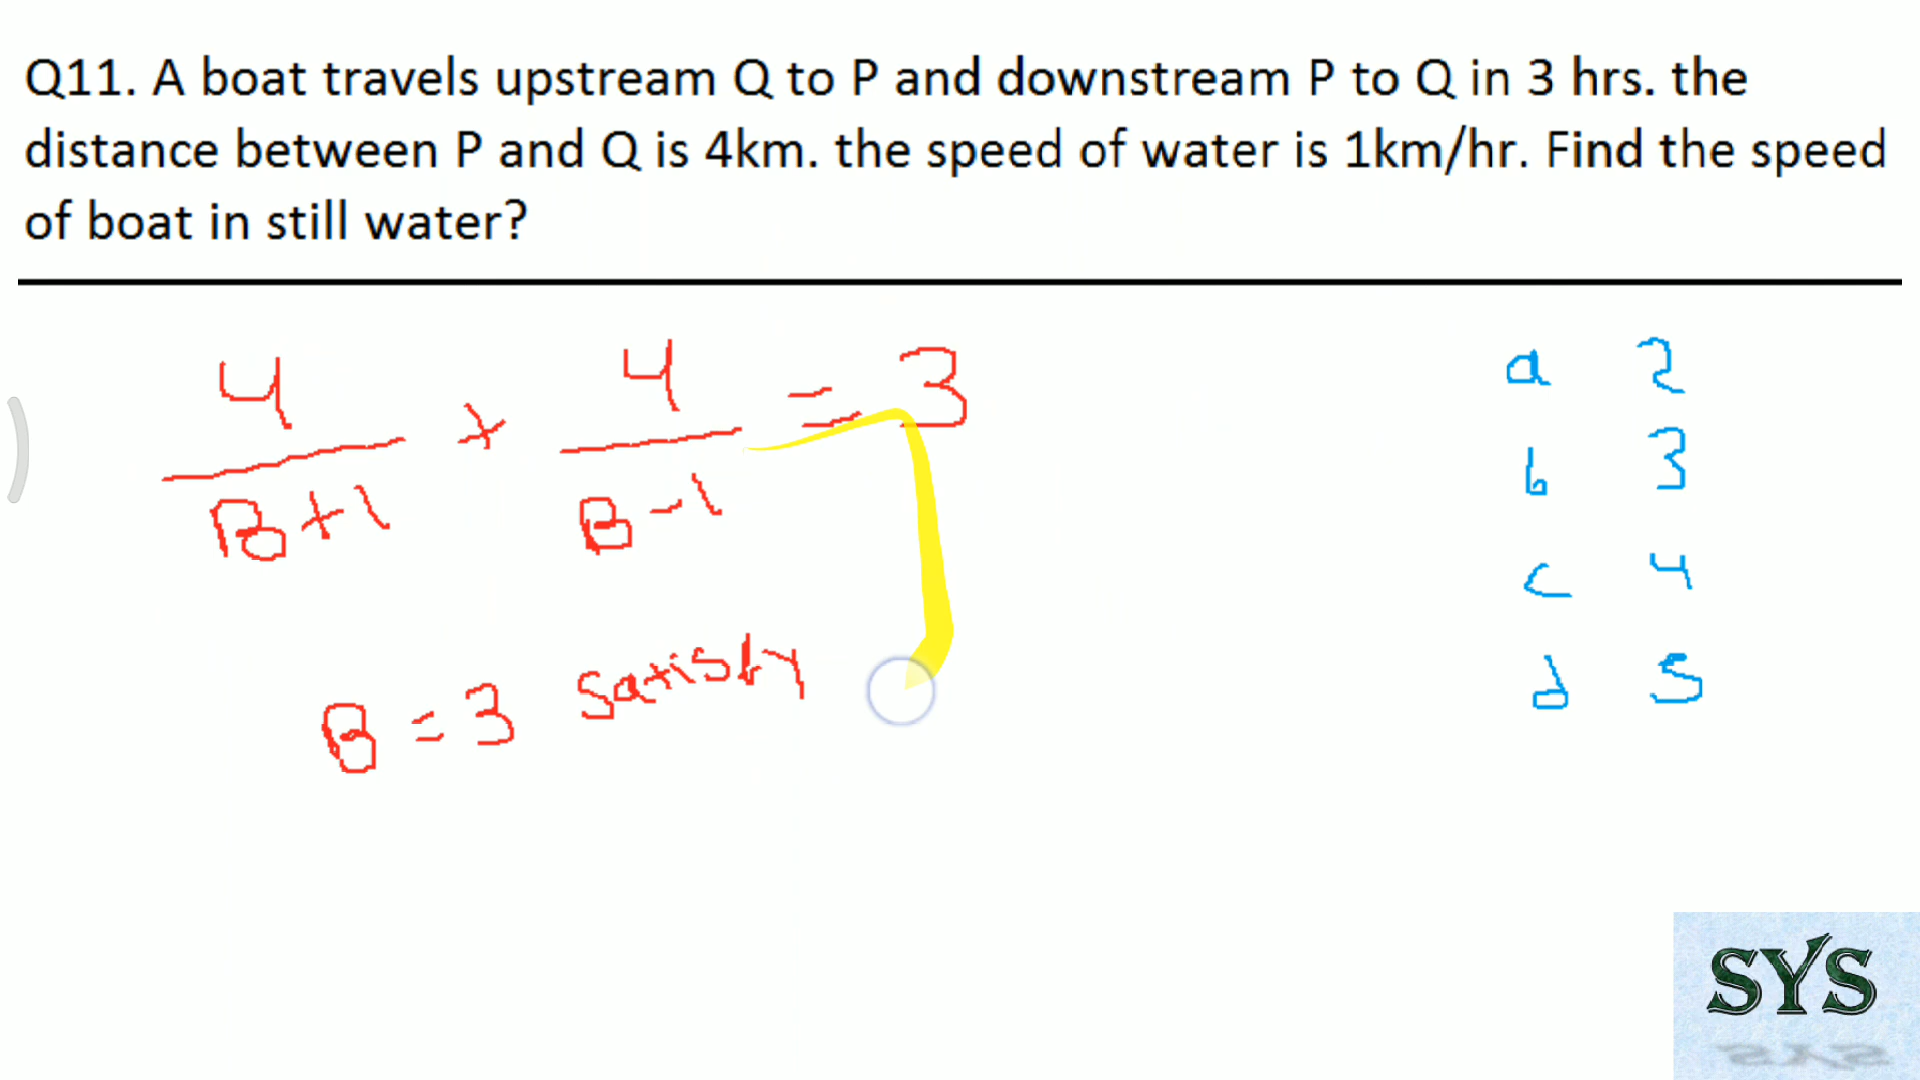 Q11. A boat travels upstream Q to P and downstream P to Q in 3 hrs. the
distance between P and Q is 4km. the speed of water is 1km/hr. Find the speed
of boat in still water?
4/B+1 + 4/B-1 = 3
B = 3 satisfy
a 2
b 3
c 4
d 5
SYS